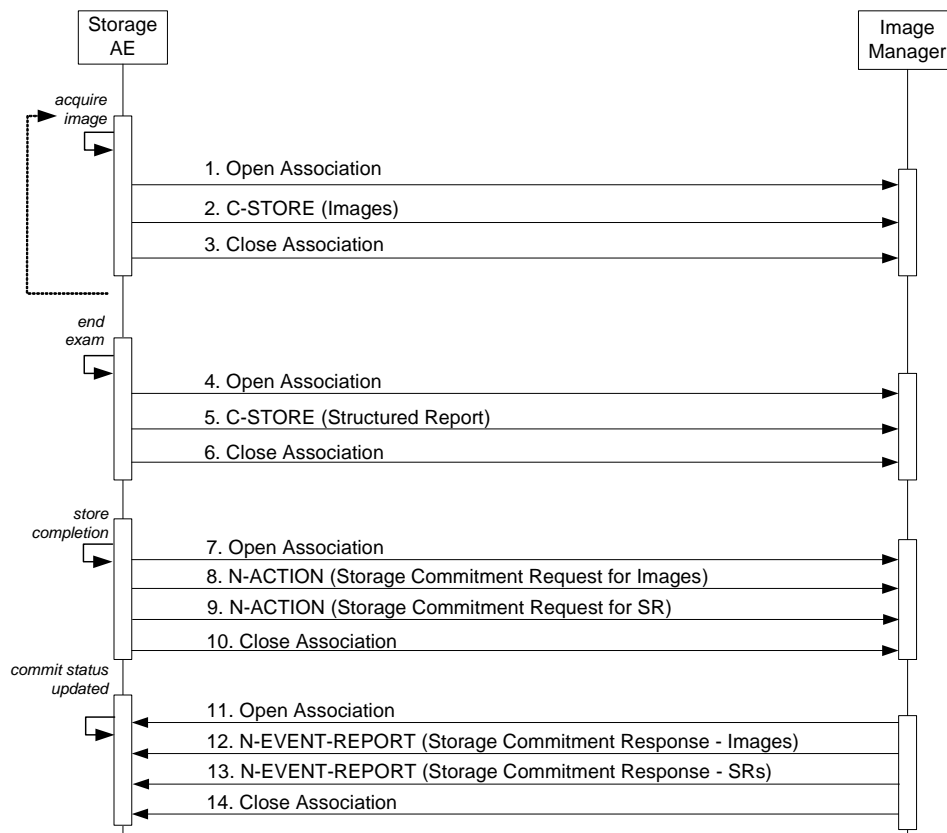 Storage
AE
Image
Manager
acquire
image
1. Open Association
2. C-STORE (Images)
3. Close Association
end
exam
4. Open Association
5. C-STORE (Structured Report)
6. Close Association
store
completion
7. Open Association
8. N-ACTION (Storage Commitment Request for Images)
9. N-ACTION (Storage Commitment Request for SR)
10. Close Association
commit status
updated
11. Open Association
12. N-EVENT-REPORT (Storage Commitment Response - Images)
13. N-EVENT-REPORT (Storage Commitment Response - SRs)
14. Close Association